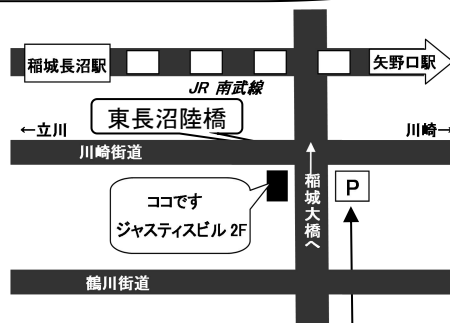 稲城長沼駅
矢野口駅
JR 南武線
東長沼陸橋
←立川
川崎→
川崎街道
ココです
ジャスティスビル 2F
稲城大橋へ
P
鶴川街道